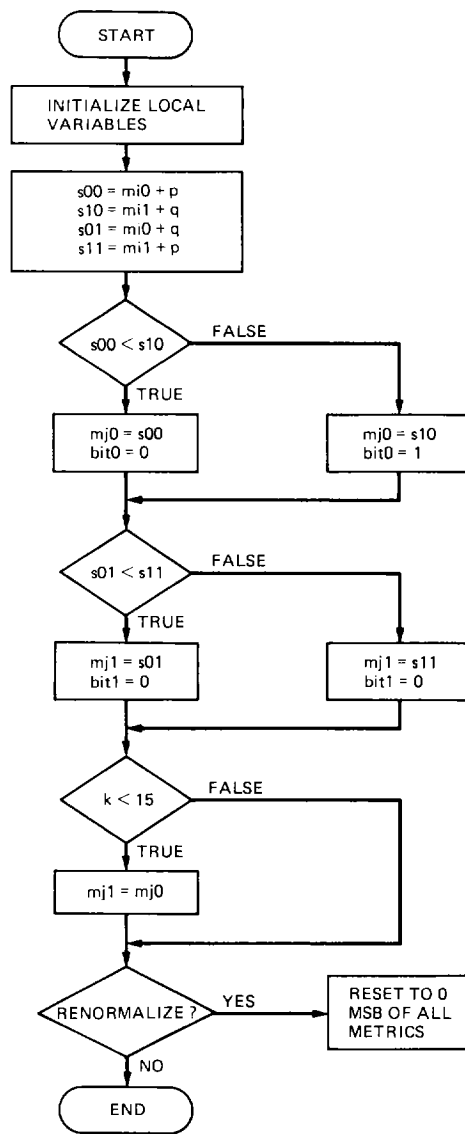 START
INITIALIZE LOCAL
VARIABLES
s00 = mi0 + p
s10 = mi1 + q
s01 = mi0 + q
s11 = mi1 + p
s00 < s10
FALSE
TRUE
mj0 = s00
bit0 = 0
mj0 = s10
bit0 = 1
s01 < s11
FALSE
TRUE
mj1 = s01
bit1 = 0
mj1 = s11
bit1 = 0
k < 15
FALSE
TRUE
mj1 = mj0
RENORMALIZE ?
YES
RESET TO 0
MSB OF ALL
METRICS
NO
END